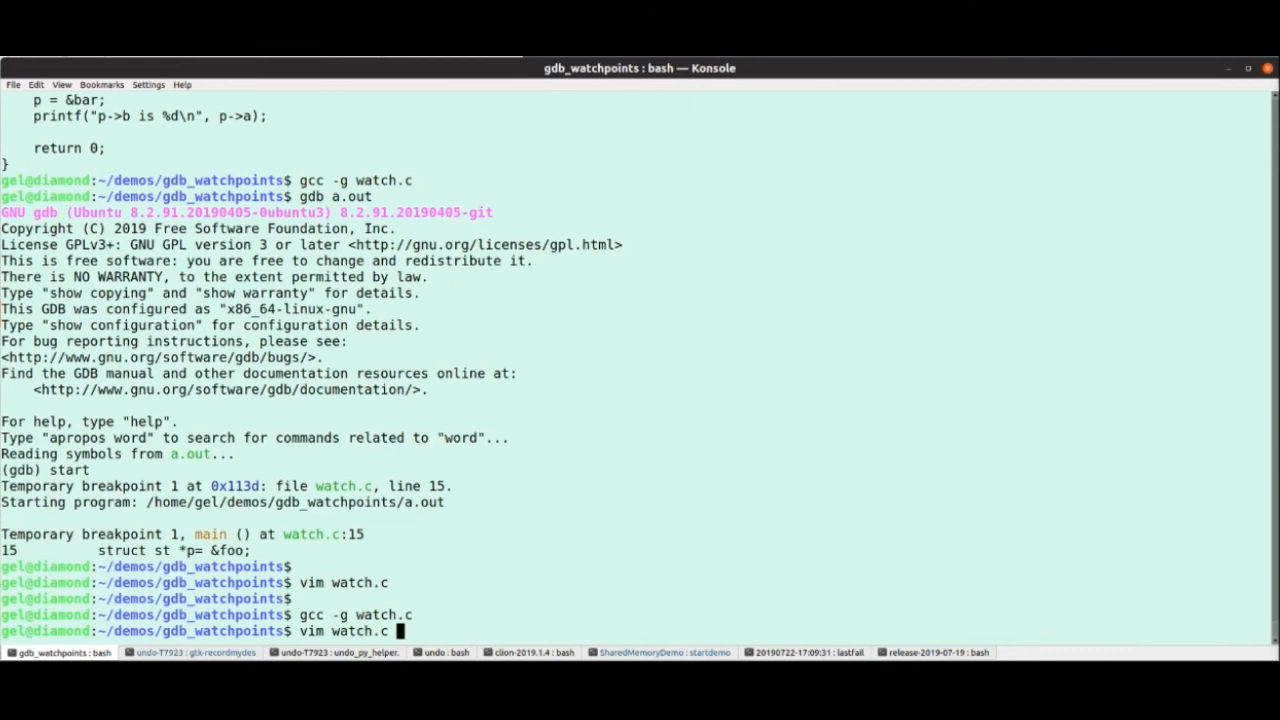 gdb_watchpoints : bash — Konsole
File Edit View Bookmarks Settings Help
    p = &bar;
    printf("p->b is %d\n", p->a);
    return 0;
}
gel@diamond:~/demos/gdb_watchpoints$ gcc -g watch.c
gel@diamond:~/demos/gdb_watchpoints$ gdb a.out
GNU gdb (Ubuntu 8.2.91.20190405-0ubuntu3) 8.2.91.20190405-git
Copyright (C) 2019 Free Software Foundation, Inc.
License GPLv3+: GNU GPL version 3 or later <http://gnu.org/licenses/gpl.html>
This is free software: you are free to change and redistribute it.
There is NO WARRANTY, to the extent permitted by law.
Type "show copying" and "show warranty" for details.
This GDB was configured as "x86_64-linux-gnu".
Type "show configuration" for configuration details.
For bug reporting instructions, please see:
<http://www.gnu.org/software/gdb/bugs/>.
Find the GDB manual and other documentation resources online at:
    <http://www.gnu.org/software/gdb/documentation/>.
For help, type "help".
Type "apropos word" to search for commands related to "word"...
Reading symbols from a.out...
(gdb) start
Temporary breakpoint 1 at 0x113d: file watch.c, line 15.
Starting program: /home/gel/demos/gdb_watchpoints/a.out
Temporary breakpoint 1, main () at watch.c:15
15          struct st *p= &foo;
gel@diamond:~/demos/gdb_watchpoints$
gel@diamond:~/demos/gdb_watchpoints$ vim watch.c
gel@diamond:~/demos/gdb_watchpoints$
gel@diamond:~/demos/gdb_watchpoints$ gcc -g watch.c
gel@diamond:~/demos/gdb_watchpoints$ vim watch.c
gdb_watchpoints : bash undo-T7923 : gtk-recordmydes undo-T7923 : undo_py_helper. undo : bash clion-2019.1.4 : bash SharedMemoryDemo : startdemo 20190722-17:09:31 : lastfail release-2019-07-19 : bash